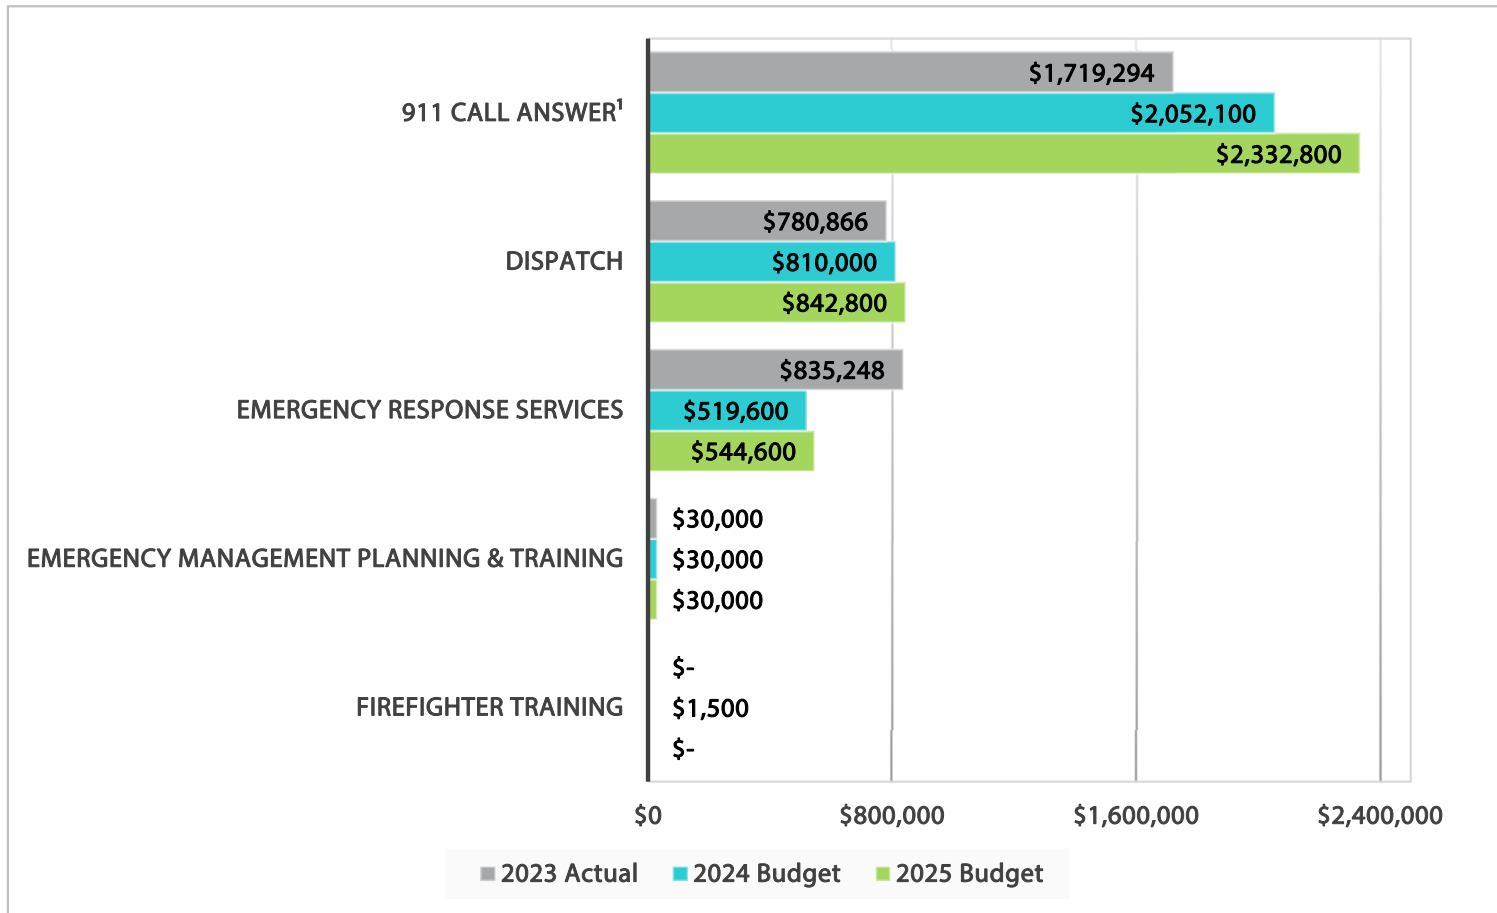 911 CALL ANSWER¹
$1,719,294
$2,052,100
$2,332,800
DISPATCH
$780,866
$810,000
$842,800
EMERGENCY RESPONSE SERVICES
$835,248
$519,600
$544,600
EMERGENCY MANAGEMENT PLANNING & TRAINING
$30,000
$30,000
$30,000
FIREFIGHTER TRAINING
$-
$1,500
$-
$0 $800,000 $1,600,000 $2,400,000
2023 Actual 2024 Budget 2025 Budget